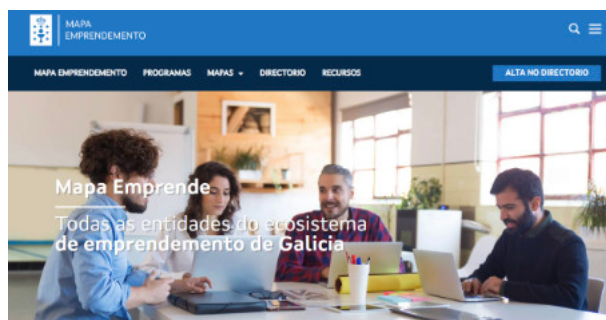 MAPA
EMPRENDEMENTO
MAPA EMPRENDEMENTO PROGRAMAS MAPAS DIRECTORIO RECURSOS ALTA NO DIRECTORIO
Mapa Emprende
Todas as entidades do ecosistema
de emprendemento de Galicia